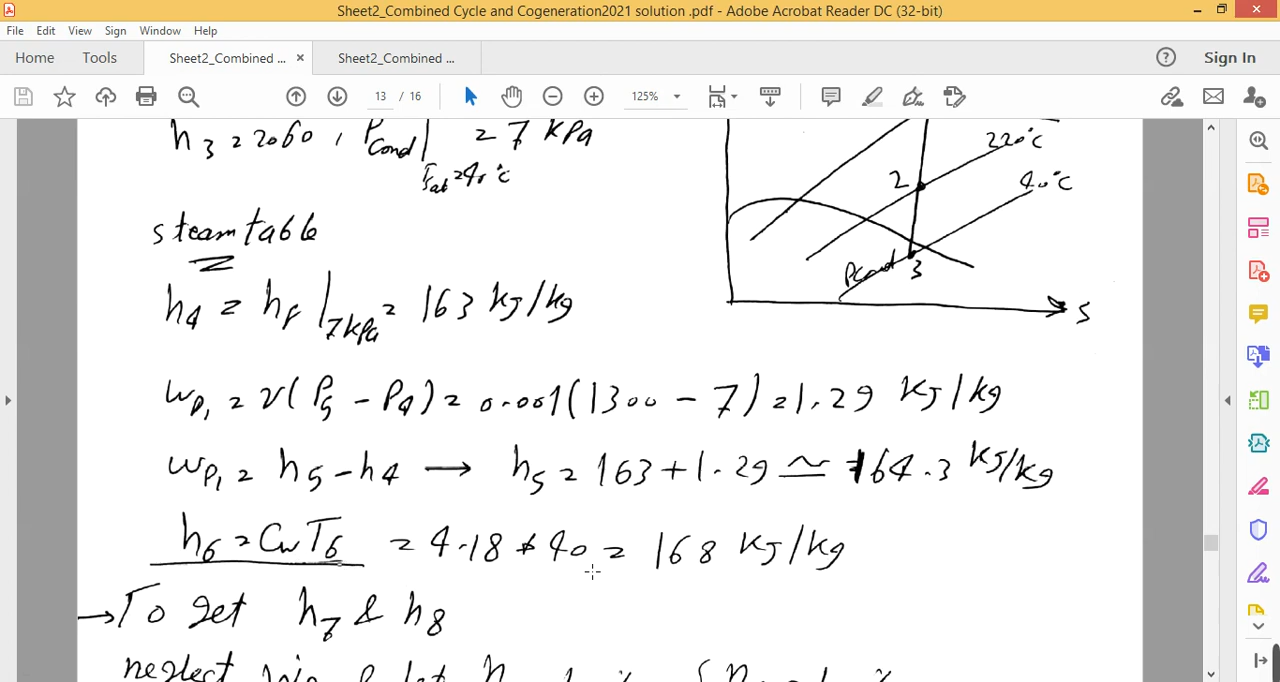 Sheet2_Combined Cycle and Cogeneration2021 solution .pdf - Adobe Acrobat Reader DC (32-bit)
File Edit View Sign Window Help
Home Tools Sheet2_Combined ... × Sheet2_Combined ... ? Sign In
13 / 16 125%
h3 = 2060 , Pcond | = 7 kPa
Tsat = 40 °C
220°C
40°C
2
steam table
Pcond 3
h4 = hf |7kPa = 163 kJ/kg
S
wP1 = v(P5 - P4) = 0.001(1300 - 7) = 1.29 kJ/kg
wP1 = h5 - h4 → h5 = 163 + 1.29 ≃ 164.3 kJ/kg
h6 = Cw T6 = 4.18 * 40 = 168 kJ/kg
→ To get h7 & h8
neglect